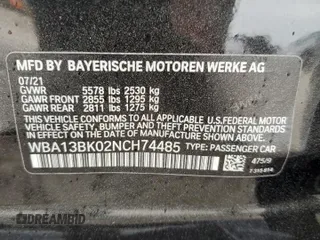 MFD BY BAYERISCHE MOTOREN WERKE AG
07/21
GVWR 5578 lbs 2530 kg
GAWR FRONT 2855 lbs 1295 kg
GAWR REAR 2811 lbs 1275 kg
THIS VEHICLE CONFORMS TO ALL APPLICABLE U.S.FEDERAL MOTOR
VEHICLE SAFETY, BUMPER, AND THEFT PREVENTION STANDARDS IN
EFFECT ON THE DATE OF MANUFACTURE SHOWN ABOVE.
WBA13BK02NCH74485 TYPE: PASSENGER CAR
475/9
DREAMBID